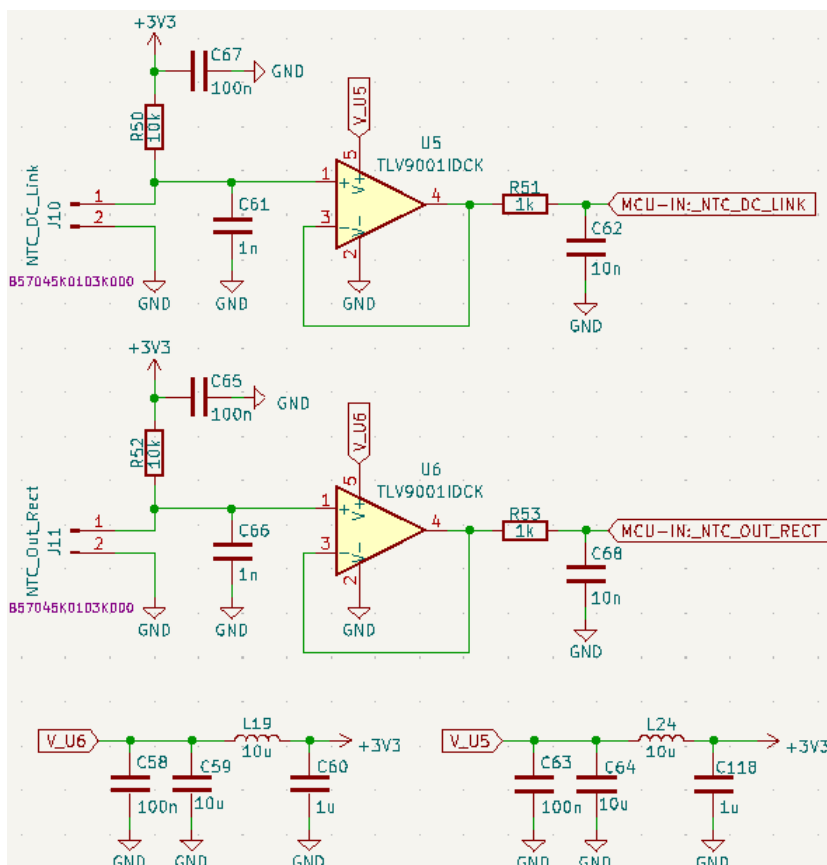 +3V3
C67
100n
GND
R50
10k
V_U5
U5
TLV9001IDCK
NTC_DC_Link
J10
1
2
B57045K0103K000
GND
C61
1n
GND
1
3
+
-
V+
V-
5
2
4
GND
R51
1k
C62
10n
GND
MCU-IN:_NTC_DC_LINK
+3V3
C65
100n
GND
R52
10k
V_U6
U6
TLV9001IDCK
NTC_Out_Rect
J11
1
2
B57045K0103K000
GND
C66
1n
GND
1
3
+
-
V+
V-
5
2
4
GND
R53
1k
C68
10n
GND
MCU-IN:_NTC_OUT_RECT
V_U6
C58
100n
GND
C59
10u
GND
L19
10u
C60
1u
GND
+3V3
V_U5
C63
100n
GND
C64
10u
GND
L24
10u
C118
1u
GND
+3V3